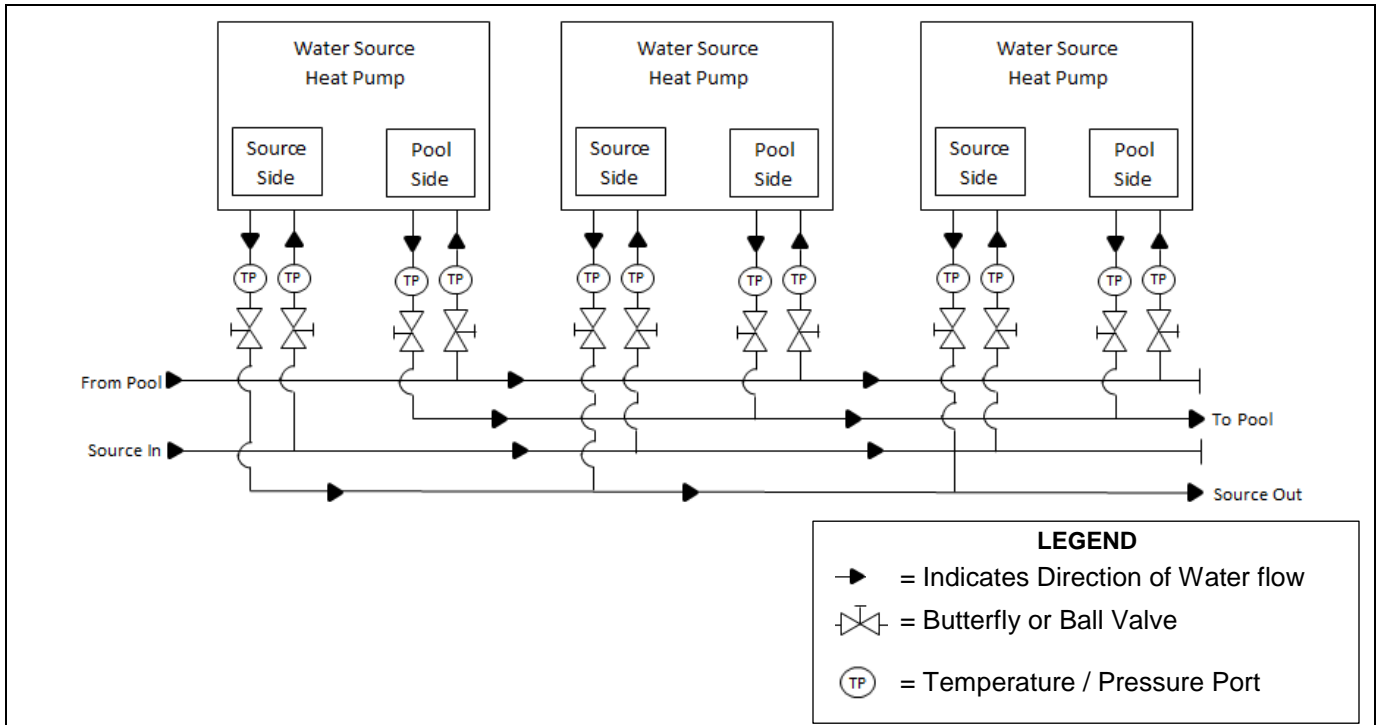 Water Source
Heat Pump
Source
Side
Pool
Side
Water Source
Heat Pump
Source
Side
Pool
Side
Water Source
Heat Pump
Source
Side
Pool
Side
TP
TP
TP
TP
TP
TP
TP
TP
TP
TP
TP
TP
From Pool
To Pool
Source In
Source Out
LEGEND
= Indicates Direction of Water flow
= Butterfly or Ball Valve
TP = Temperature / Pressure Port